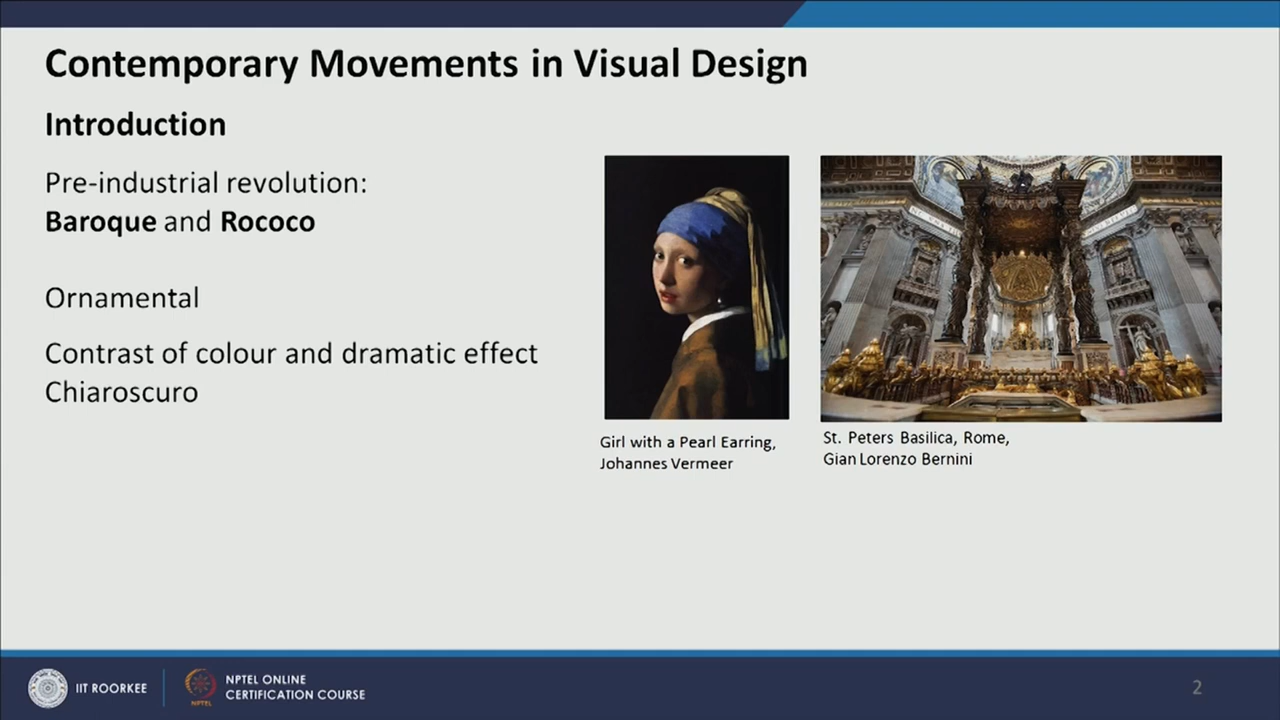 Contemporary Movements in Visual Design
Introduction
Pre-industrial revolution:
Baroque and Rococo
Ornamental
Contrast of colour and dramatic effect
Chiaroscuro
Girl with a Pearl Earring,
Johannes Vermeer
St. Peters Basilica, Rome,
Gian Lorenzo Bernini
IIT ROORKEE
NPTEL
NPTEL ONLINE
CERTIFICATION COURSE
2